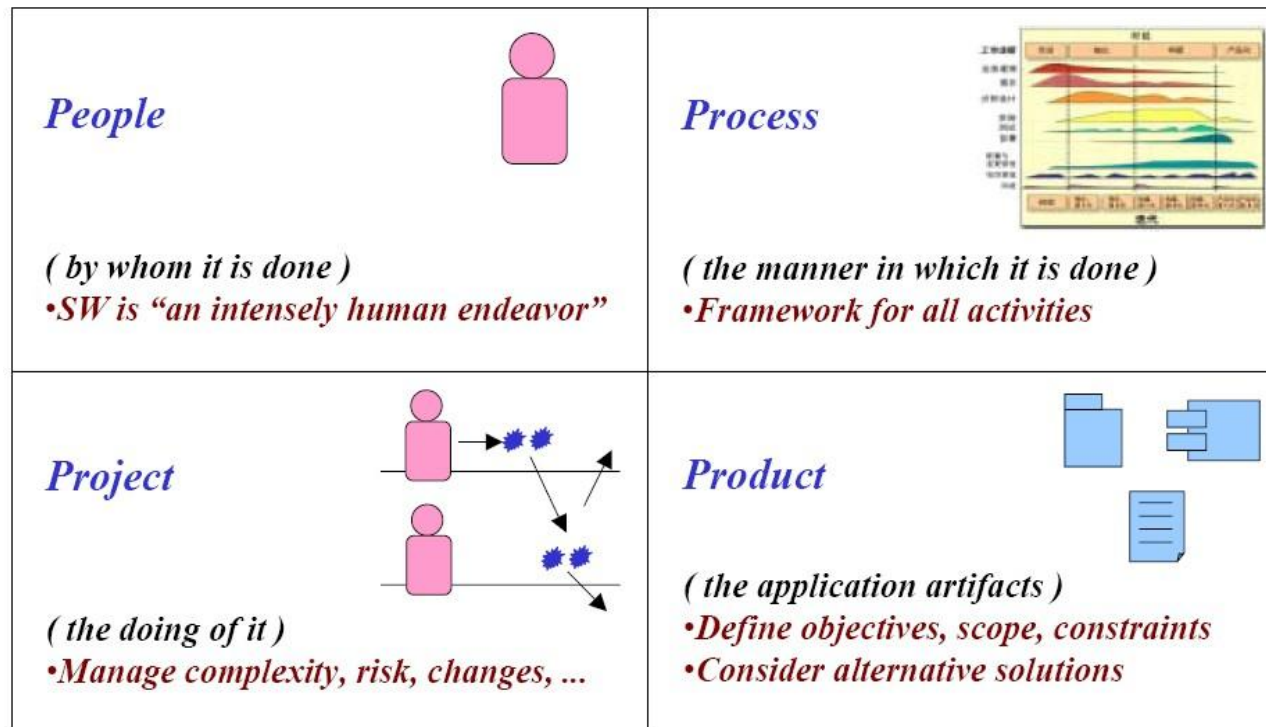 People
( by whom it is done )
•SW is “an intensely human endeavor”
Process
( the manner in which it is done )
•Framework for all activities
Project
( the doing of it )
•Manage complexity, risk, changes, ...
Product
( the application artifacts )
•Define objectives, scope, constraints
•Consider alternative solutions